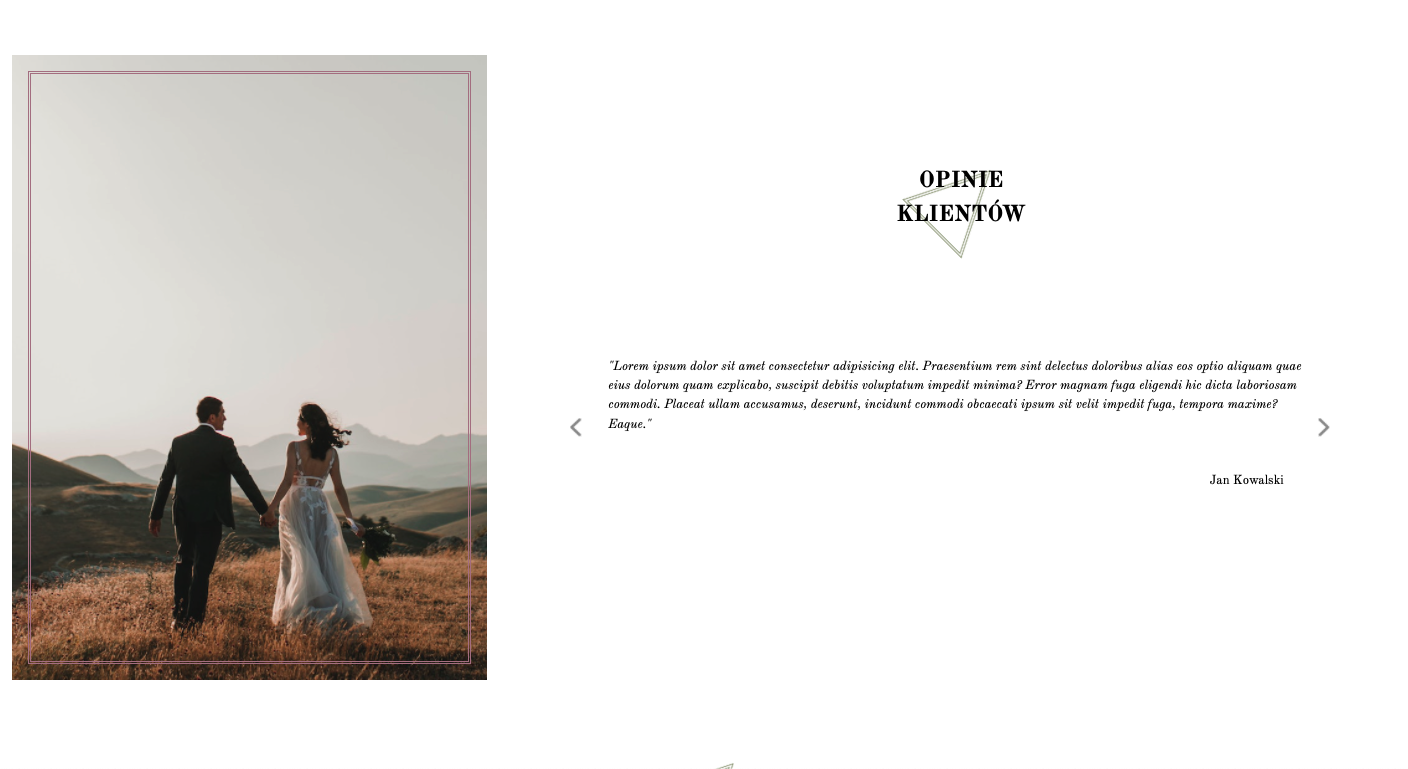 OPINIE
KLIENTÓW
"Lorem ipsum dolor sit amet consectetur adipisicing elit. Praesentium rem sint delectus doloribus alias eos optio aliquam quae
eius dolorum quam explicabo, suscipit debitis voluptatum impedit minima? Error magnam fuga eligendi hic dicta laboriosam
commodi. Placeat ullam accusamus, deserunt, incidunt commodi obcaecati ipsum sit velit impedit fuga, tempora maxime?
Eaque."
Jan Kowalski